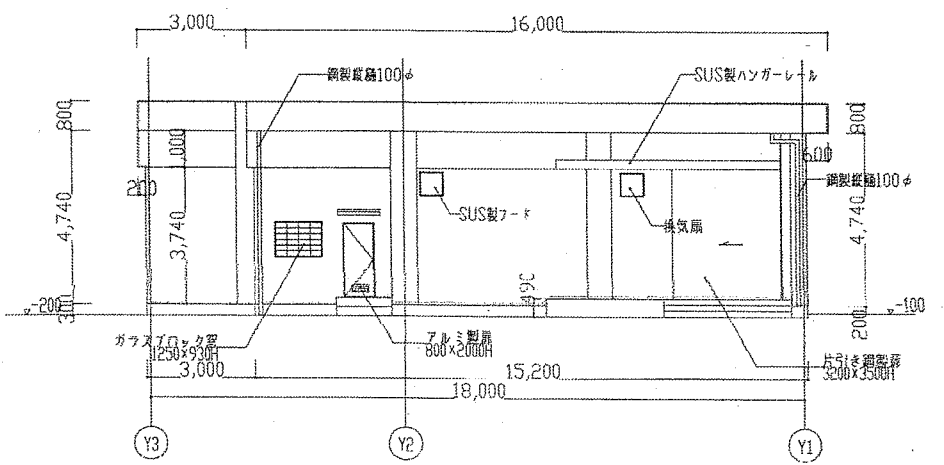 3,000
16,000
鋼製縦樋100φ
SUS製ハンガーレール
800
800
1,000
600
200
SUS製フード
換気扇
鋼製縦樋100φ
4,740
3,740
4,740
490
-200
300
-100
200
ガラスブロック窓
1250×930H
アルミ製扉
800×2000H
片引き鋼製扉
3200×3500H
3,000
15,200
18,000
Y3
Y2
Y1